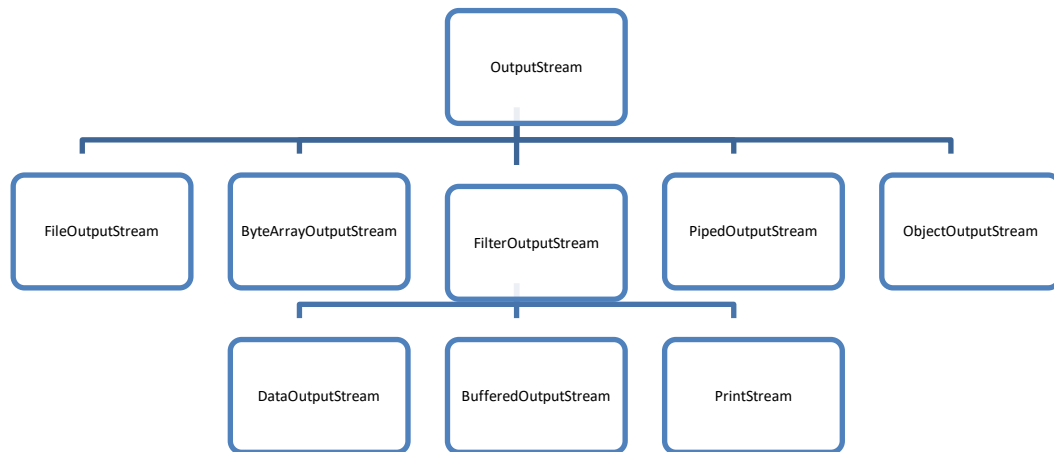 OutputStream
FileOutputStream
ByteArrayOutputStream
FilterOutputStream
PipedOutputStream
ObjectOutputStream
DataOutputStream
BufferedOutputStream
PrintStream